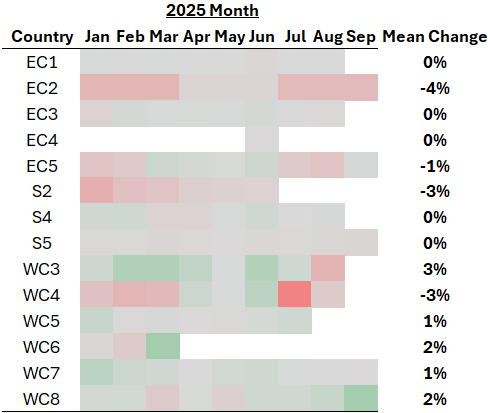 2025 Month
Country Jan Feb Mar Apr May Jun Jul Aug Sep Mean Change
EC1 0%
EC2 -4%
EC3 0%
EC4 0%
EC5 -1%
S2 -3%
S4 0%
S5 0%
WC3 3%
WC4 -3%
WC5 1%
WC6 2%
WC7 1%
WC8 2%